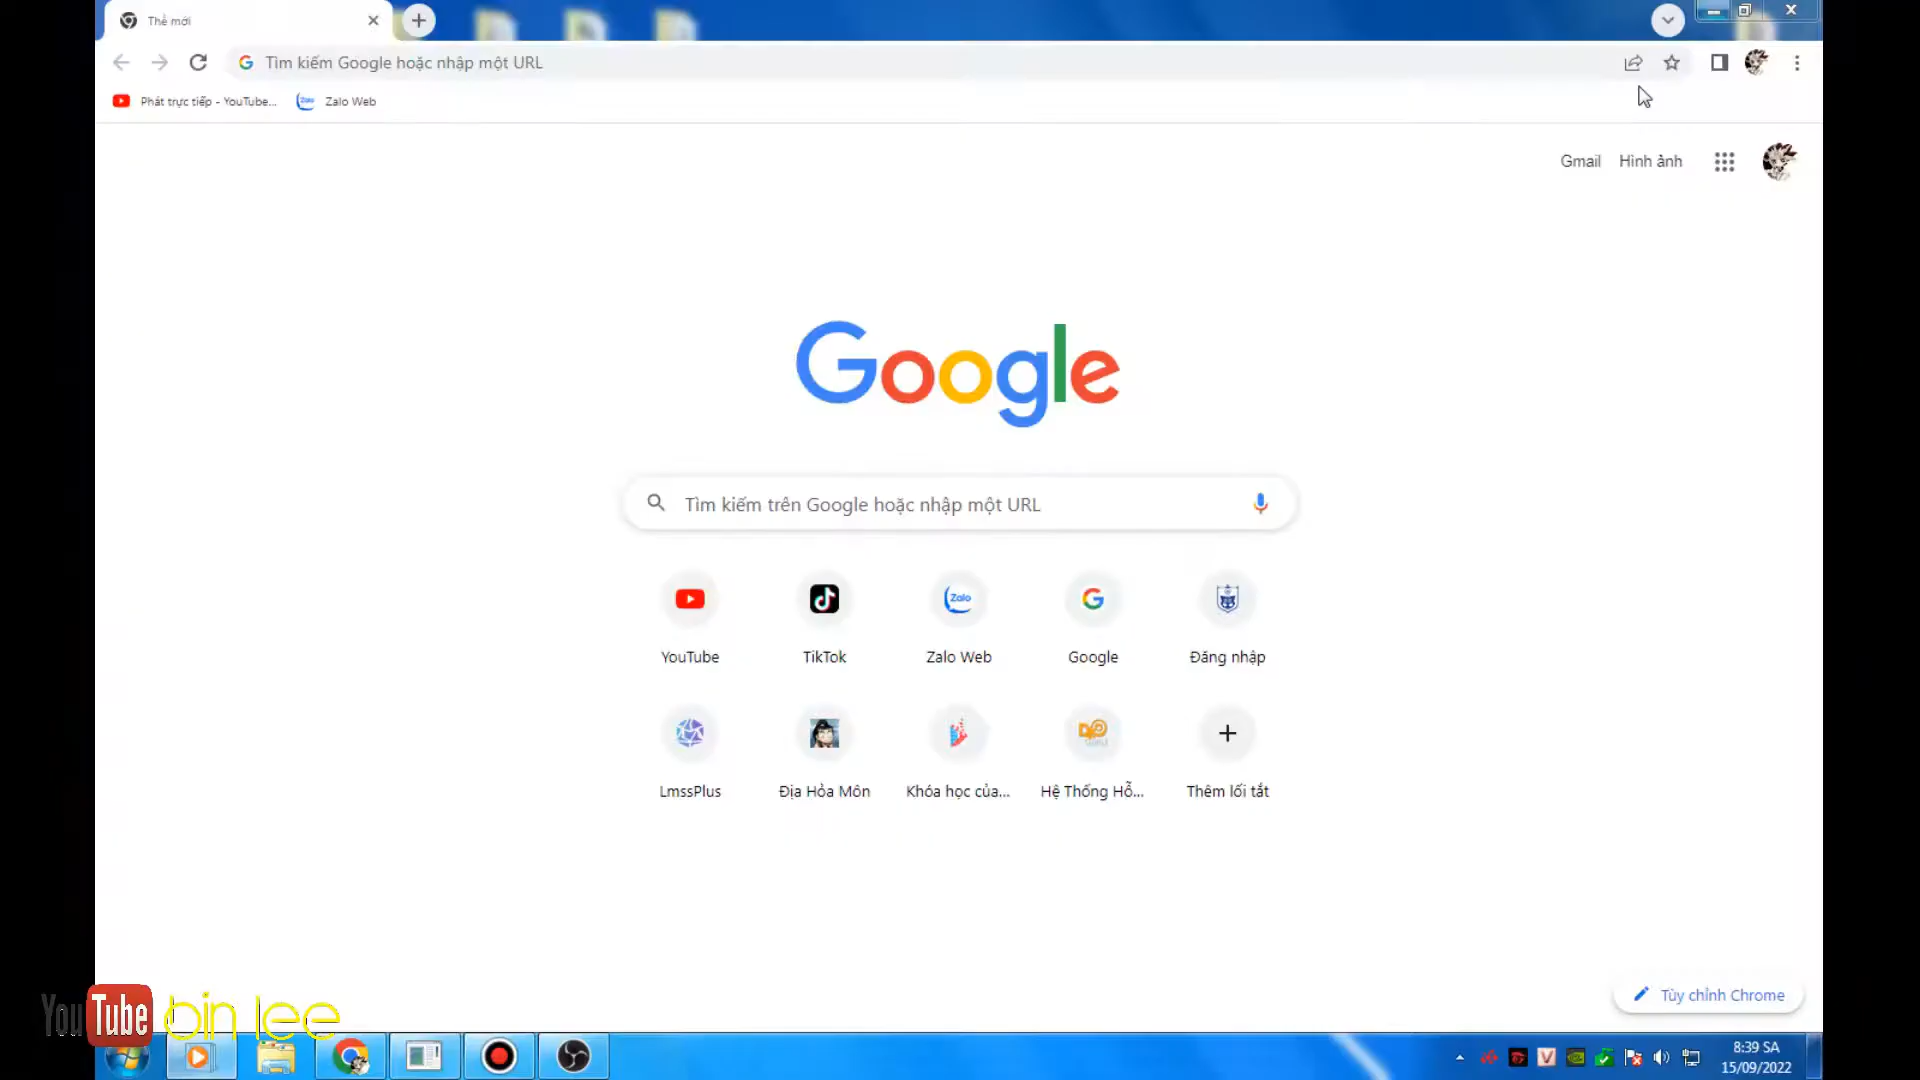 Thẻ mới
Tìm kiếm Google hoặc nhập một URL
Phát trực tiếp - YouTube...
Zalo Web
Gmail
Hình ảnh
Google
Tìm kiếm trên Google hoặc nhập một URL
Zalo
YouTube
TikTok
Zalo Web
Google
Đăng nhập
LmssPlus
Địa Hỏa Môn
Khóa học của...
Hệ Thống Hỗ...
Thêm lối tắt
Tùy chỉnh Chrome
YouTube bin lee
8:39 SA
15/09/2022